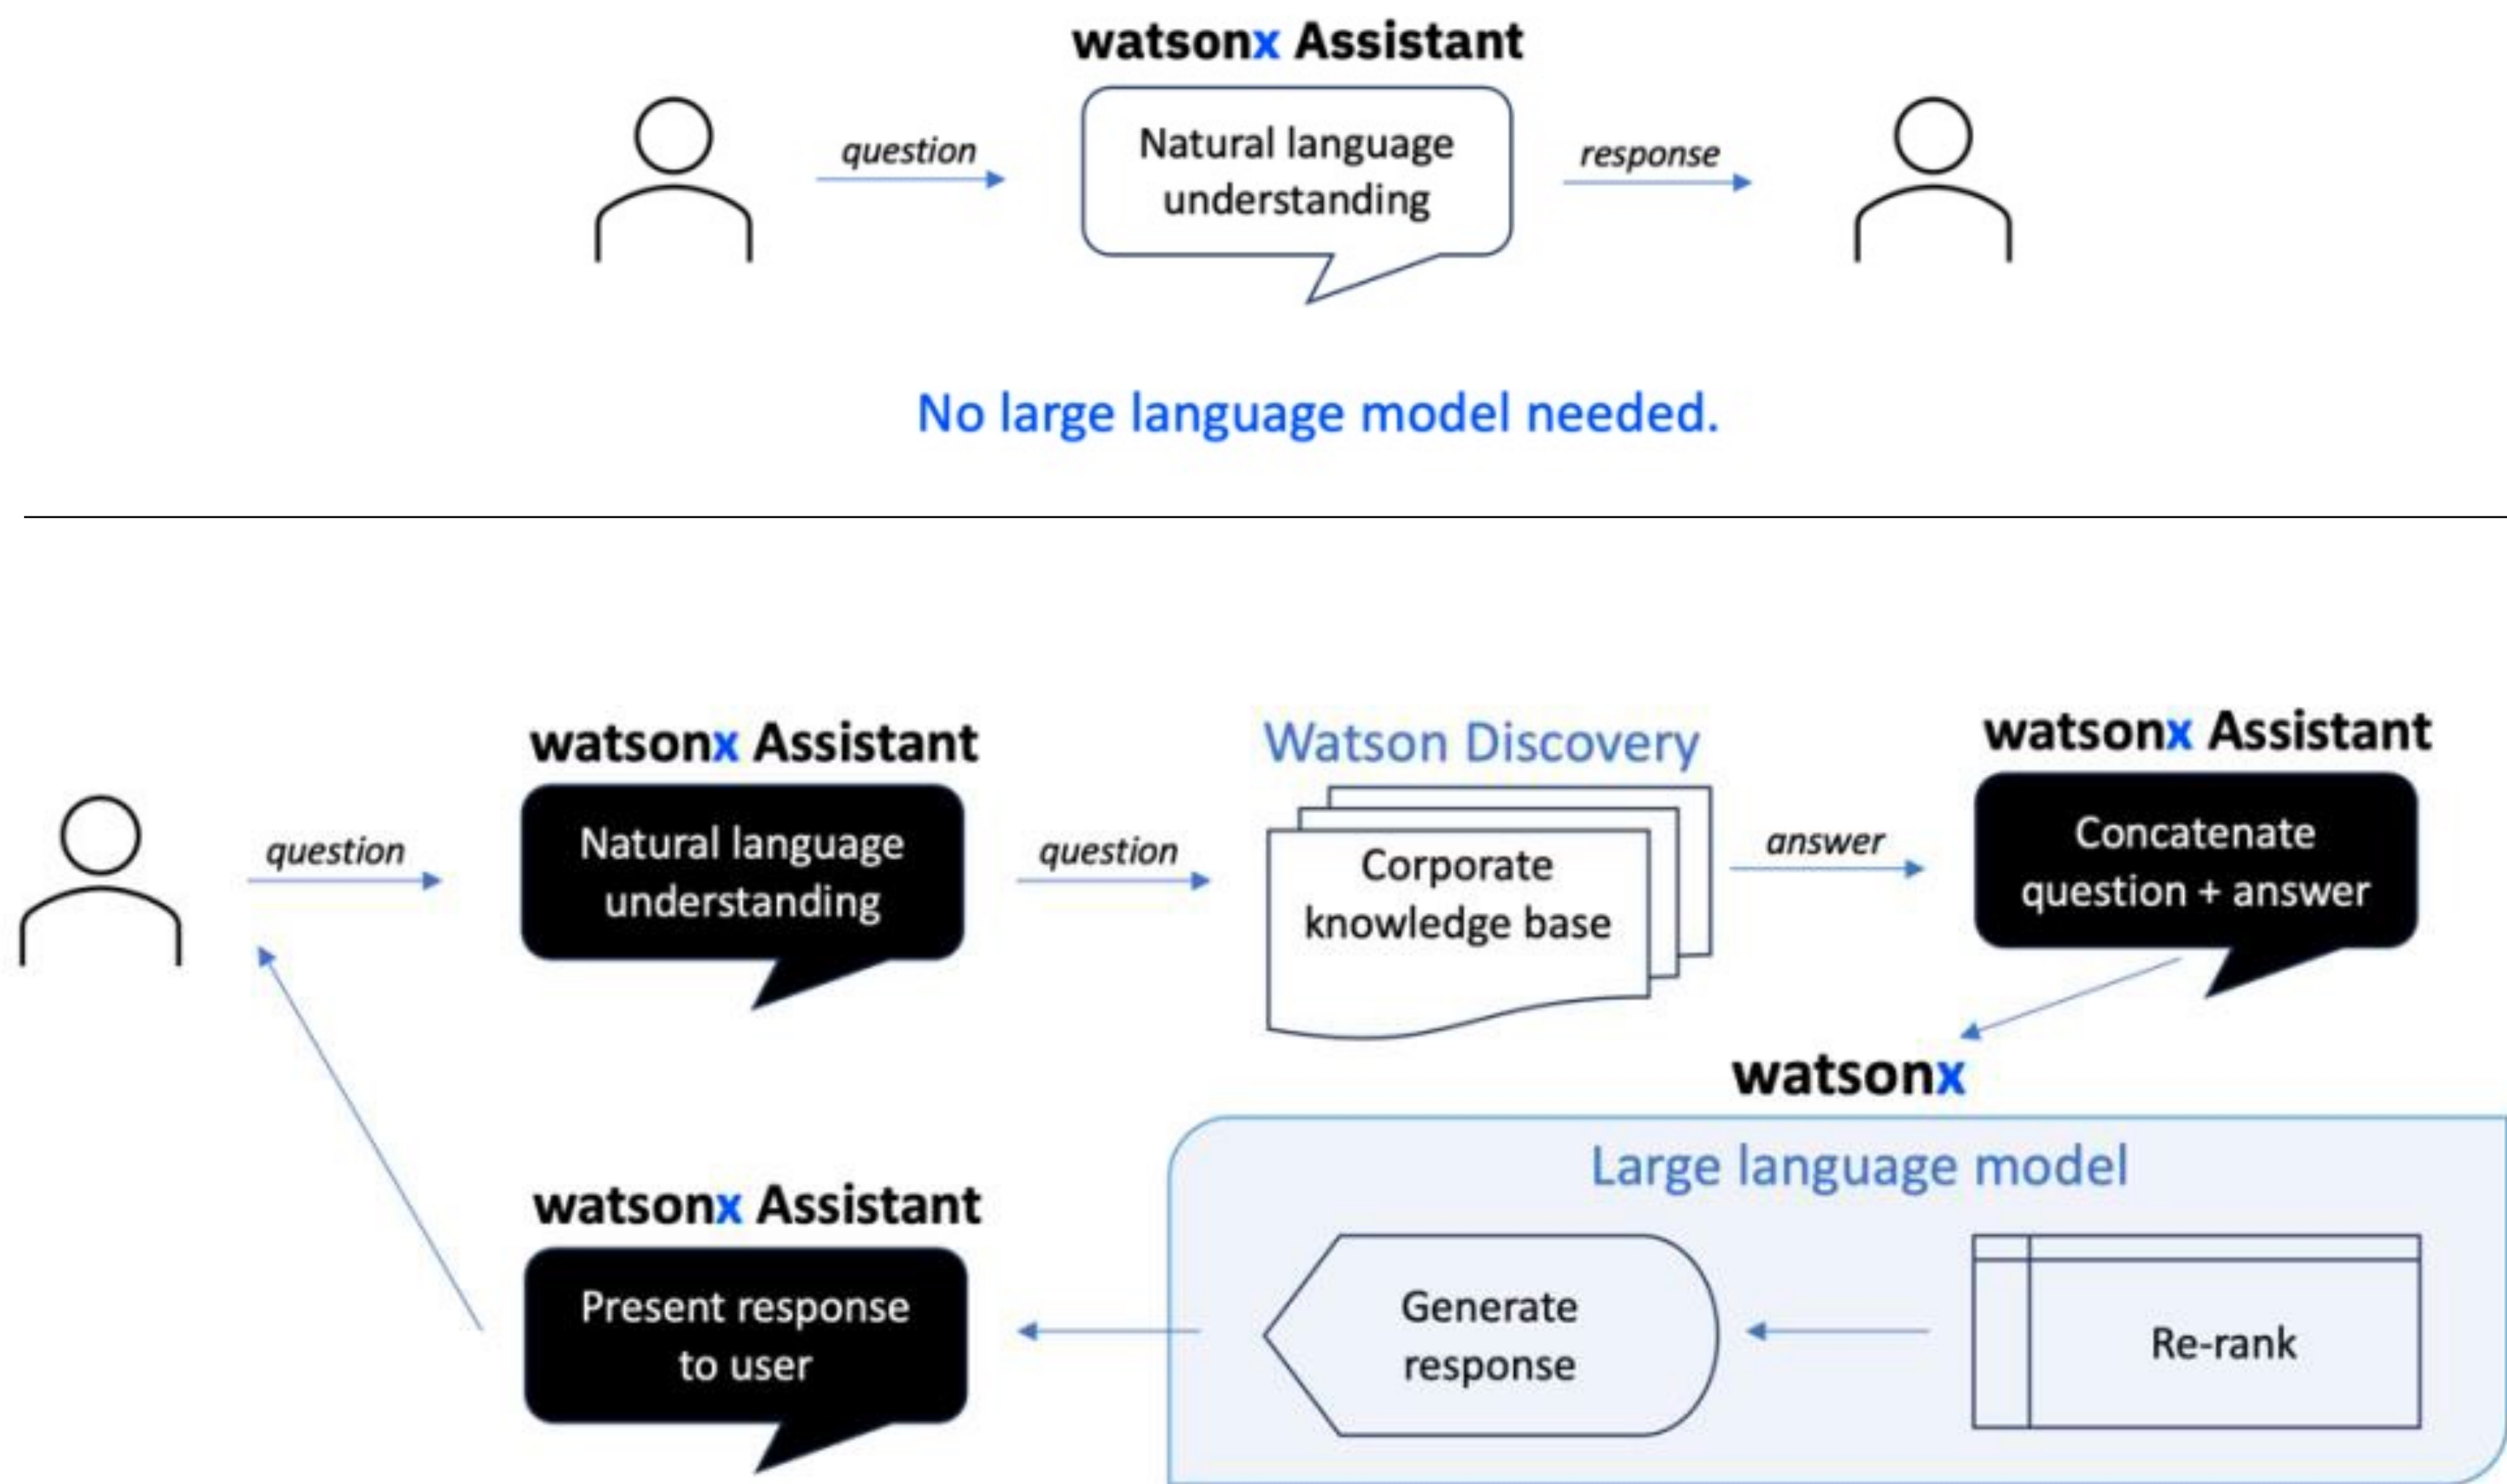 watsonx Assistant
question
Natural language
understanding
response
No large language model needed.
watsonx Assistant
Watson Discovery
watsonx Assistant
question
Natural language
understanding
question
Corporate
knowledge base
answer
Concatenate
question + answer
watsonx
Large language model
watsonx Assistant
Present response
to user
Generate
response
Re-rank